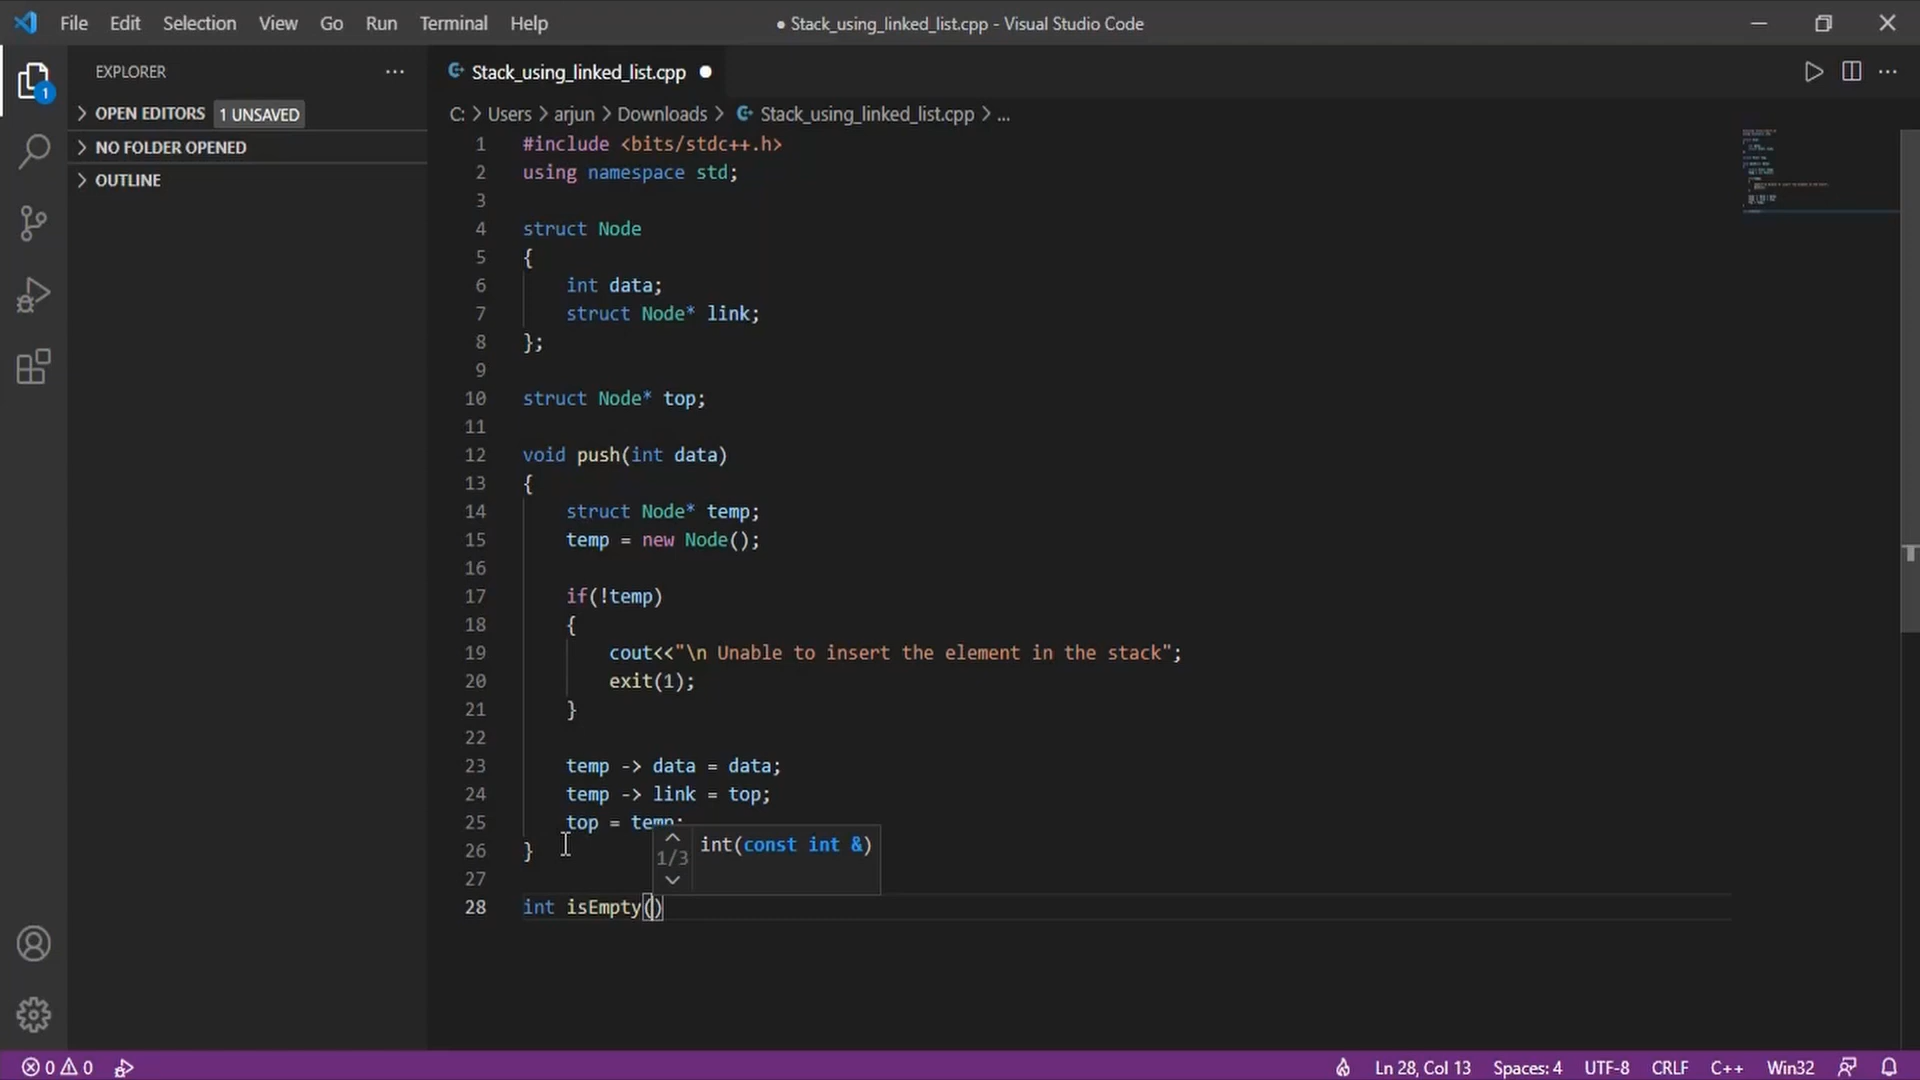 File Edit Selection View Go Run Terminal Help
● Stack_using_linked_list.cpp - Visual Studio Code
EXPLORER
OPEN EDITORS 1 UNSAVED
NO FOLDER OPENED
OUTLINE
1
Stack_using_linked_list.cpp
C: > Users > arjun > Downloads > Stack_using_linked_list.cpp > ...
1 #include <bits/stdc++.h>
2 using namespace std;
3
4 struct Node
5 {
6 int data;
7 struct Node* link;
8 };
9
10 struct Node* top;
11
12 void push(int data)
13 {
14 struct Node* temp;
15 temp = new Node();
16
17 if(!temp)
18 {
19 cout<<"\n Unable to insert the element in the stack";
20 exit(1);
21 }
22
23 temp -> data = data;
24 temp -> link = top;
25 top = temp;
26 }
27
28 int isEmpty()
1/3 int(const int &)
0 0
Ln 28, Col 13 Spaces: 4 UTF-8 CRLF C++ Win32